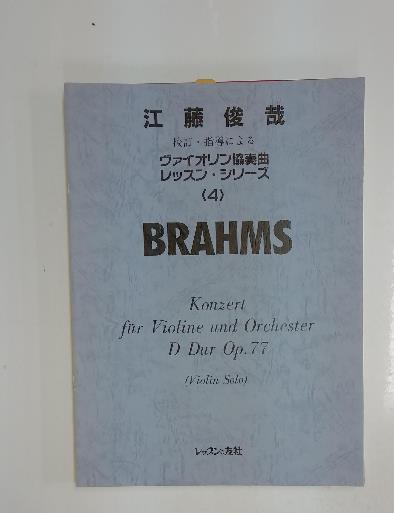 江藤俊哉
校訂・指導による
ヴァイオリン協奏曲
レッスン・シリーズ
〈4〉
BRAHMS
Konzert
für Violine und Orchester
D Dur Op.77
(Violin Solo)
レッスンの友社